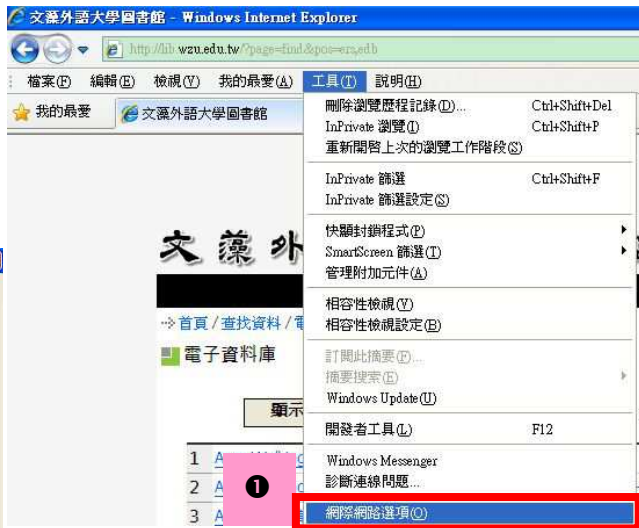 文藻外語大學圖書館 - Windows Internet Explorer
http://lib.wzu.edu.tw/?page=find&pos=ers,edb
檔案(F) 編輯(E) 檢視(V) 我的最愛(A) 工具(T) 說明(H)
我的最愛 文藻外語大學圖書館
刪除瀏覽歷程記錄(D)... Ctrl+Shift+Del
InPrivate 瀏覽(I) Ctrl+Shift+P
重新開啓上次的瀏覽工作階段(S)
InPrivate 篩選 Ctrl+Shift+F
InPrivate 篩選設定(S)
快顯封鎖程式(P)
SmartScreen 篩選(T)
管理附加元件(A)
相容性檢視(V)
相容性檢視設定(B)
訂閱此摘要(F)...
摘要搜索(E)
Windows Update(U)
開發者工具(L) F12
Windows Messenger
診斷連線問題...
網際網路選項(O)
文藻外
首頁 / 查找資料 /
電子資料庫
顯示
1 A
2 A
3 A
❶